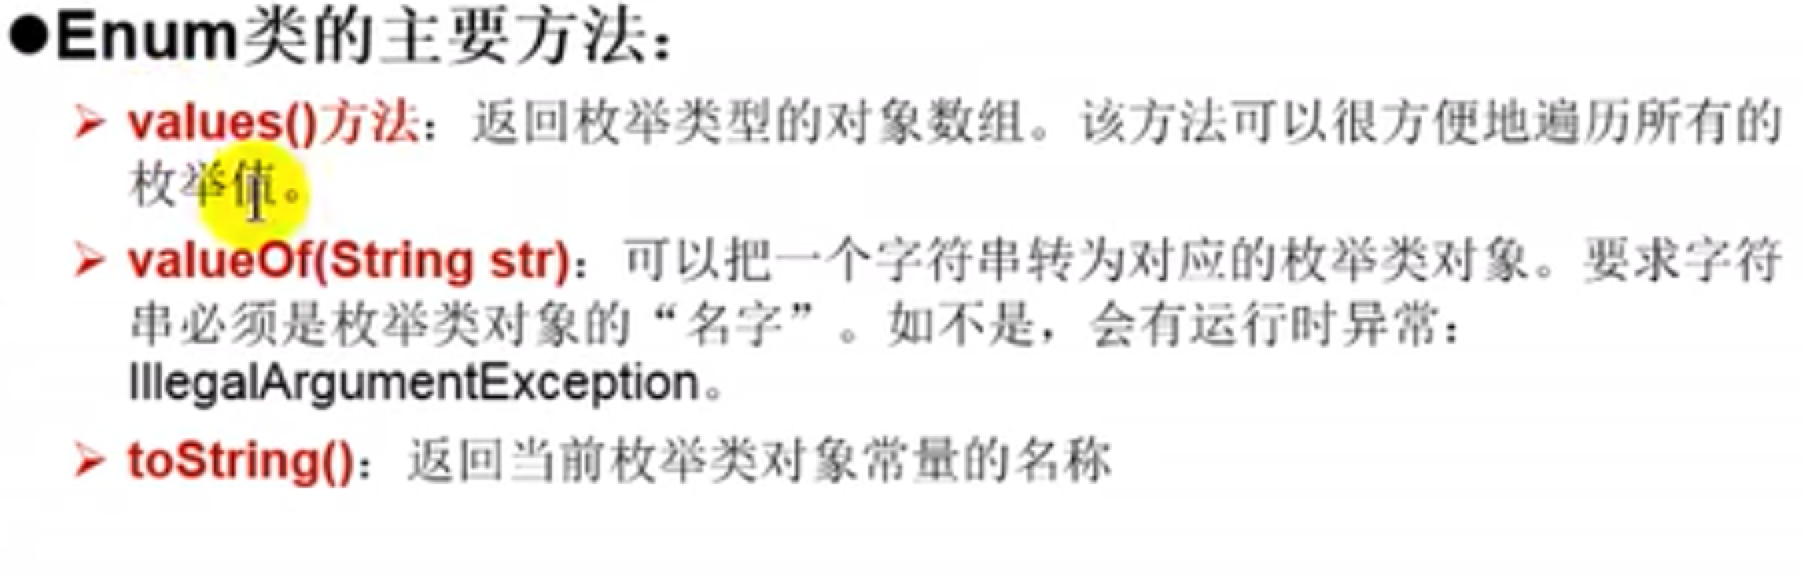 ●Enum类的主要方法：
➢ values()方法：返回枚举类型的对象数组。该方法可以很方便地遍历所有的
枚举值。
➢ valueOf(String str)：可以把一个字符串转为对应的枚举类对象。要求字符
串必须是枚举类对象的“名字”。如不是，会有运行时异常：
IllegalArgumentException。
➢ toString()：返回当前枚举类对象常量的名称